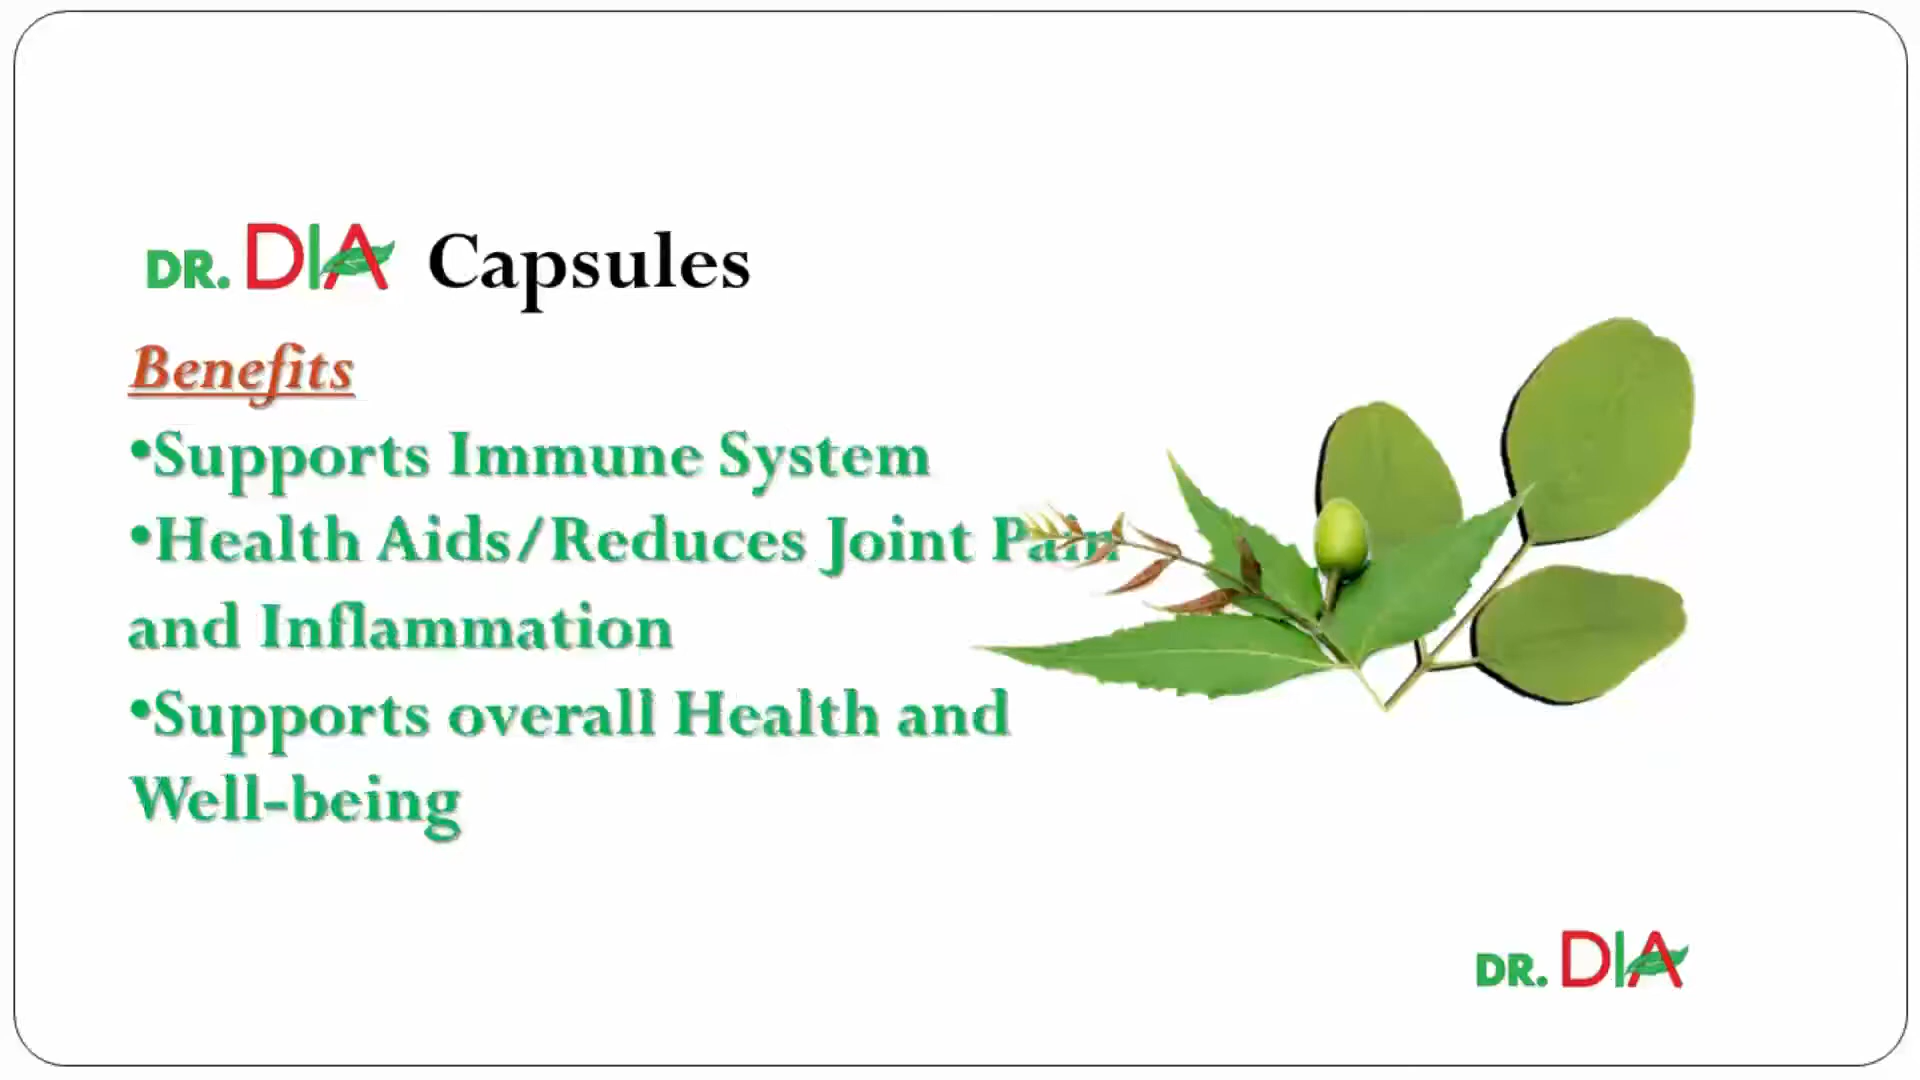 DR. DIA Capsules
Benefits
•Supports Immune System
•Health Aids/Reduces Joint Pain
and Inflammation
•Supports overall Health and
Well-being
DR. DIA